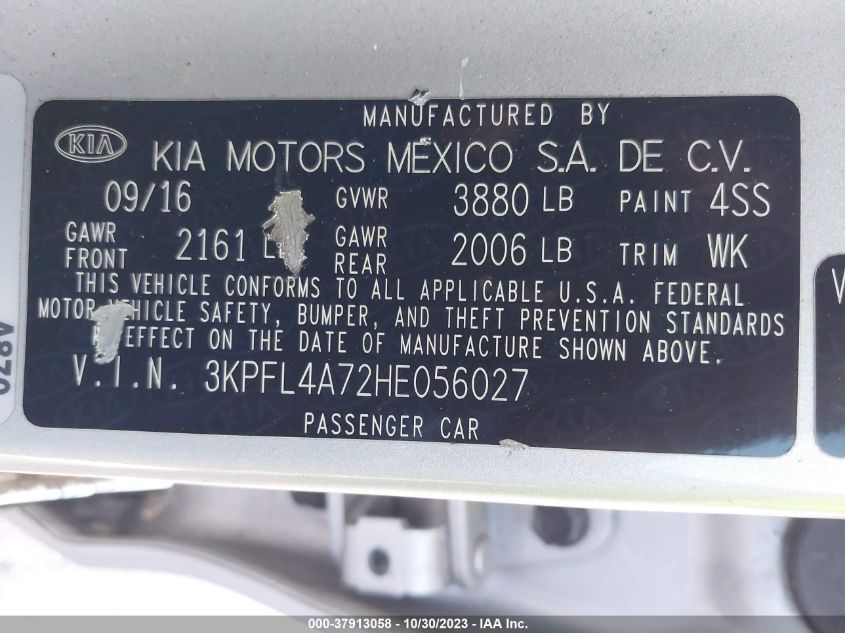 MANUFACTURED BY
KIA KIA MOTORS MEXICO S.A. DE C.V.
09/16 GVWR 3880 LB PAINT 4SS
GAWR FRONT 2161 GAWR REAR 2006 LB TRIM WK
THIS VEHICLE CONFORMS TO ALL APPLICABLE U.S.A. FEDERAL
MOTOR VEHICLE SAFETY, BUMPER, AND THEFT PREVENTION STANDARDS
EFFECT ON THE DATE OF MANUFACTURE SHOWN ABOVE.
V.I.N. 3KPFL4A72HE056027
PASSENGER CAR
000-37913058 - 10/30/2023 - IAA Inc.